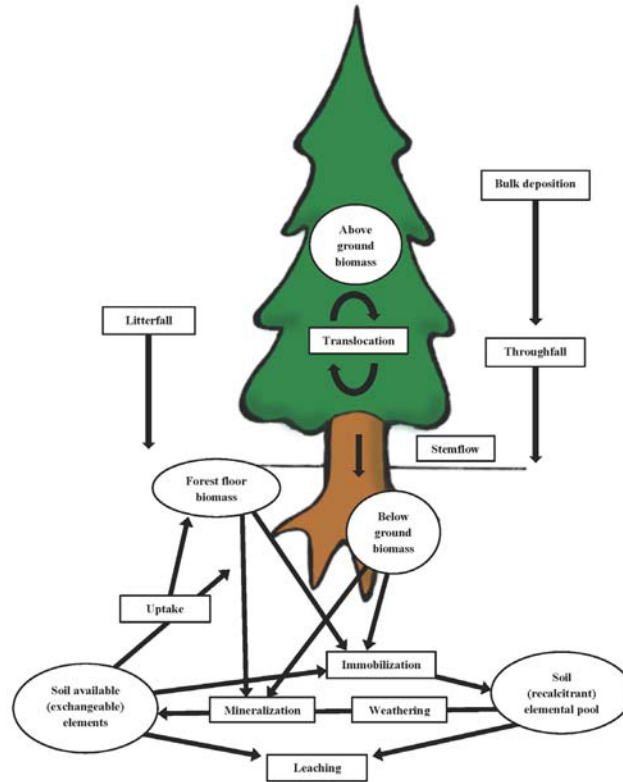 Bulk deposition
Above
ground
biomass
Litterfall
Translocation
Throughfall
Stemflow
Forest floor
biomass
Below
ground
biomass
Uptake
Immobilization
Soil available
(exchangeable)
elements
Soil
(recalcitrant)
elemental pool
Mineralization
Weathering
Leaching